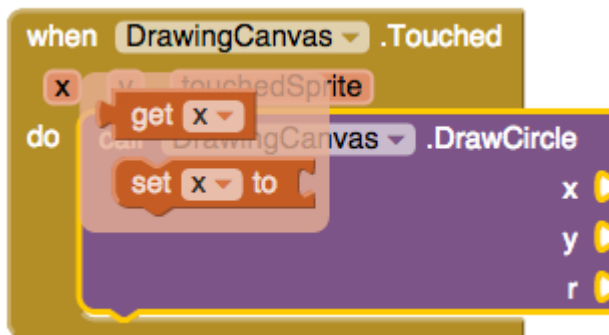 when DrawingCanvas .Touched
x y touchedSprite
get x
do call DrawingCanvas .DrawCircle
set x to
x
y
r